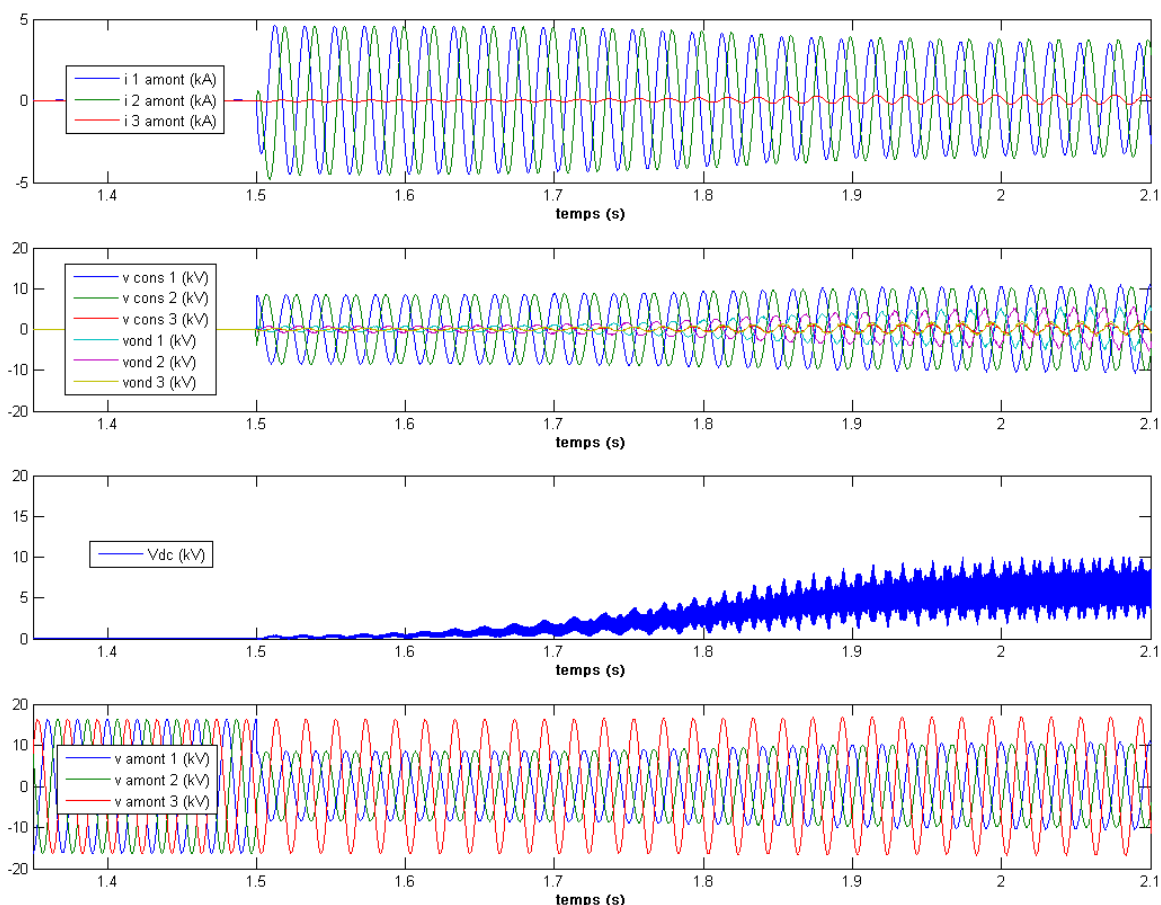 5
0
-5
i 1 amont (kA)
i 2 amont (kA)
i 3 amont (kA)
1.4 1.5 1.6 1.7 1.8 1.9 2 2.1
temps (s)
20
10
0
-10
-20
v cons 1 (kV)
v cons 2 (kV)
v cons 3 (kV)
vond 1 (kV)
vond 2 (kV)
vond 3 (kV)
1.4 1.5 1.6 1.7 1.8 1.9 2 2.1
temps (s)
20
15
10
5
0
Vdc (kV)
1.4 1.5 1.6 1.7 1.8 1.9 2 2.1
temps (s)
20
10
0
-10
-20
v amont 1 (kV)
v amont 2 (kV)
v amont 3 (kV)
1.4 1.5 1.6 1.7 1.8 1.9 2 2.1
temps (s)